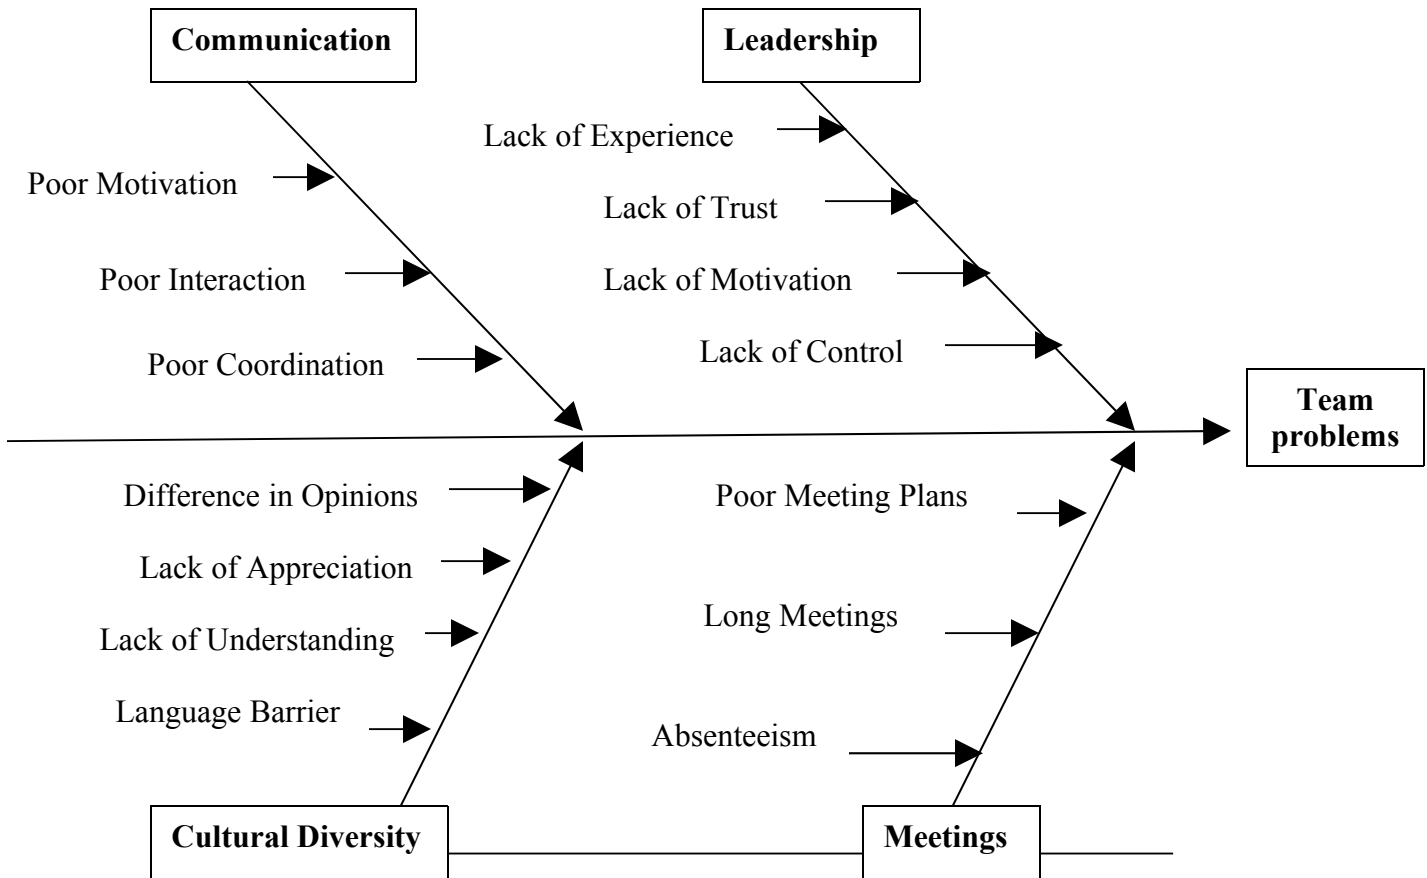 Communication
Leadership
Lack of Experience
Poor Motivation
Lack of Trust
Poor Interaction
Lack of Motivation
Poor Coordination
Lack of Control
Team
problems
Difference in Opinions
Poor Meeting Plans
Lack of Appreciation
Long Meetings
Lack of Understanding
Language Barrier
Absenteeism
Cultural Diversity
Meetings